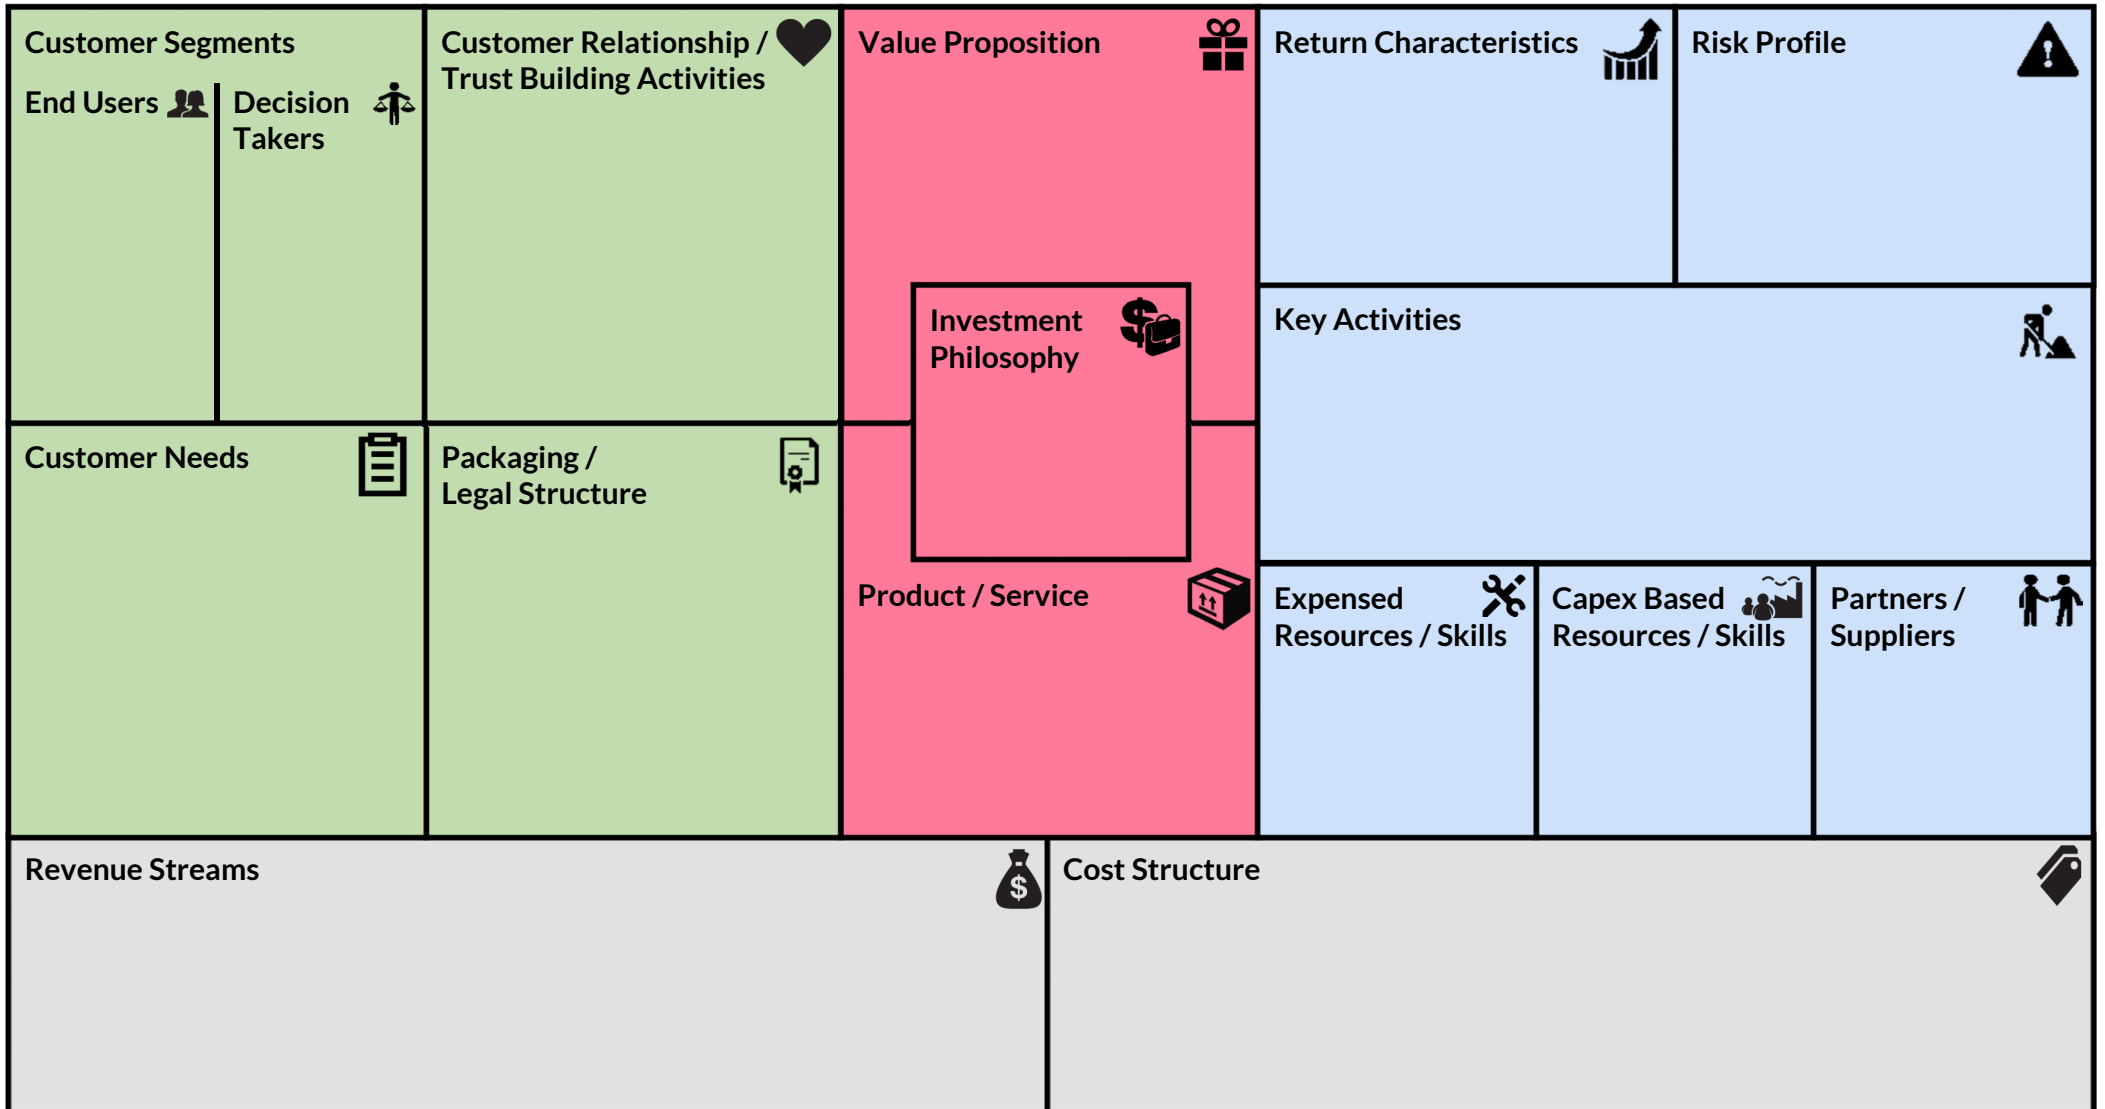 Customer Segments
End Users
Decision
Takers
Customer Relationship /
Trust Building Activities
Value Proposition
Return Characteristics
Risk Profile
Investment
Philosophy
Key Activities
Customer Needs
Packaging /
Legal Structure
Product / Service
Expensed
Resources / Skills
Capex Based
Resources / Skills
Partners /
Suppliers
Revenue Streams
$
Cost Structure